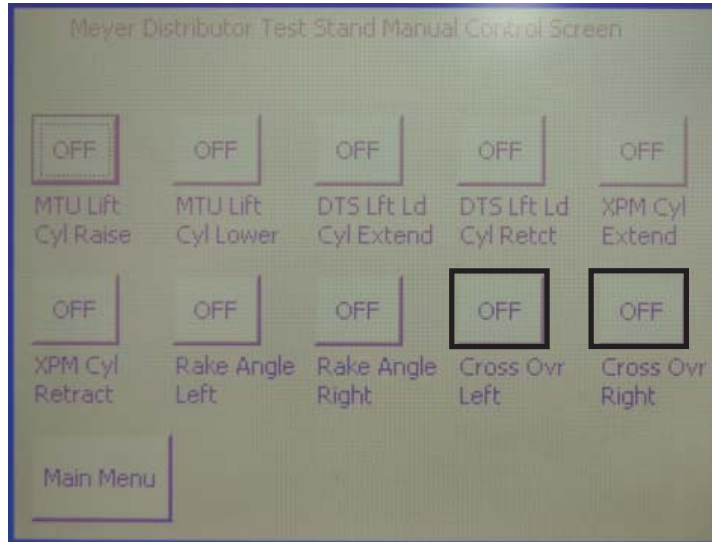 Meyer Distributor Test Stand Manual Control Screen
OFF OFF OFF OFF OFF
MTU Lift Cyl Raise
MTU Lift Cyl Lower
DTS Lft Ld Cyl Extend
DTS Lft Ld Cyl Retct
XPM Cyl Extend
OFF OFF OFF OFF OFF
XPM Cyl Retract
Rake Angle Left
Rake Angle Right
Cross Ovr Left
Cross Ovr Right
Main Menu